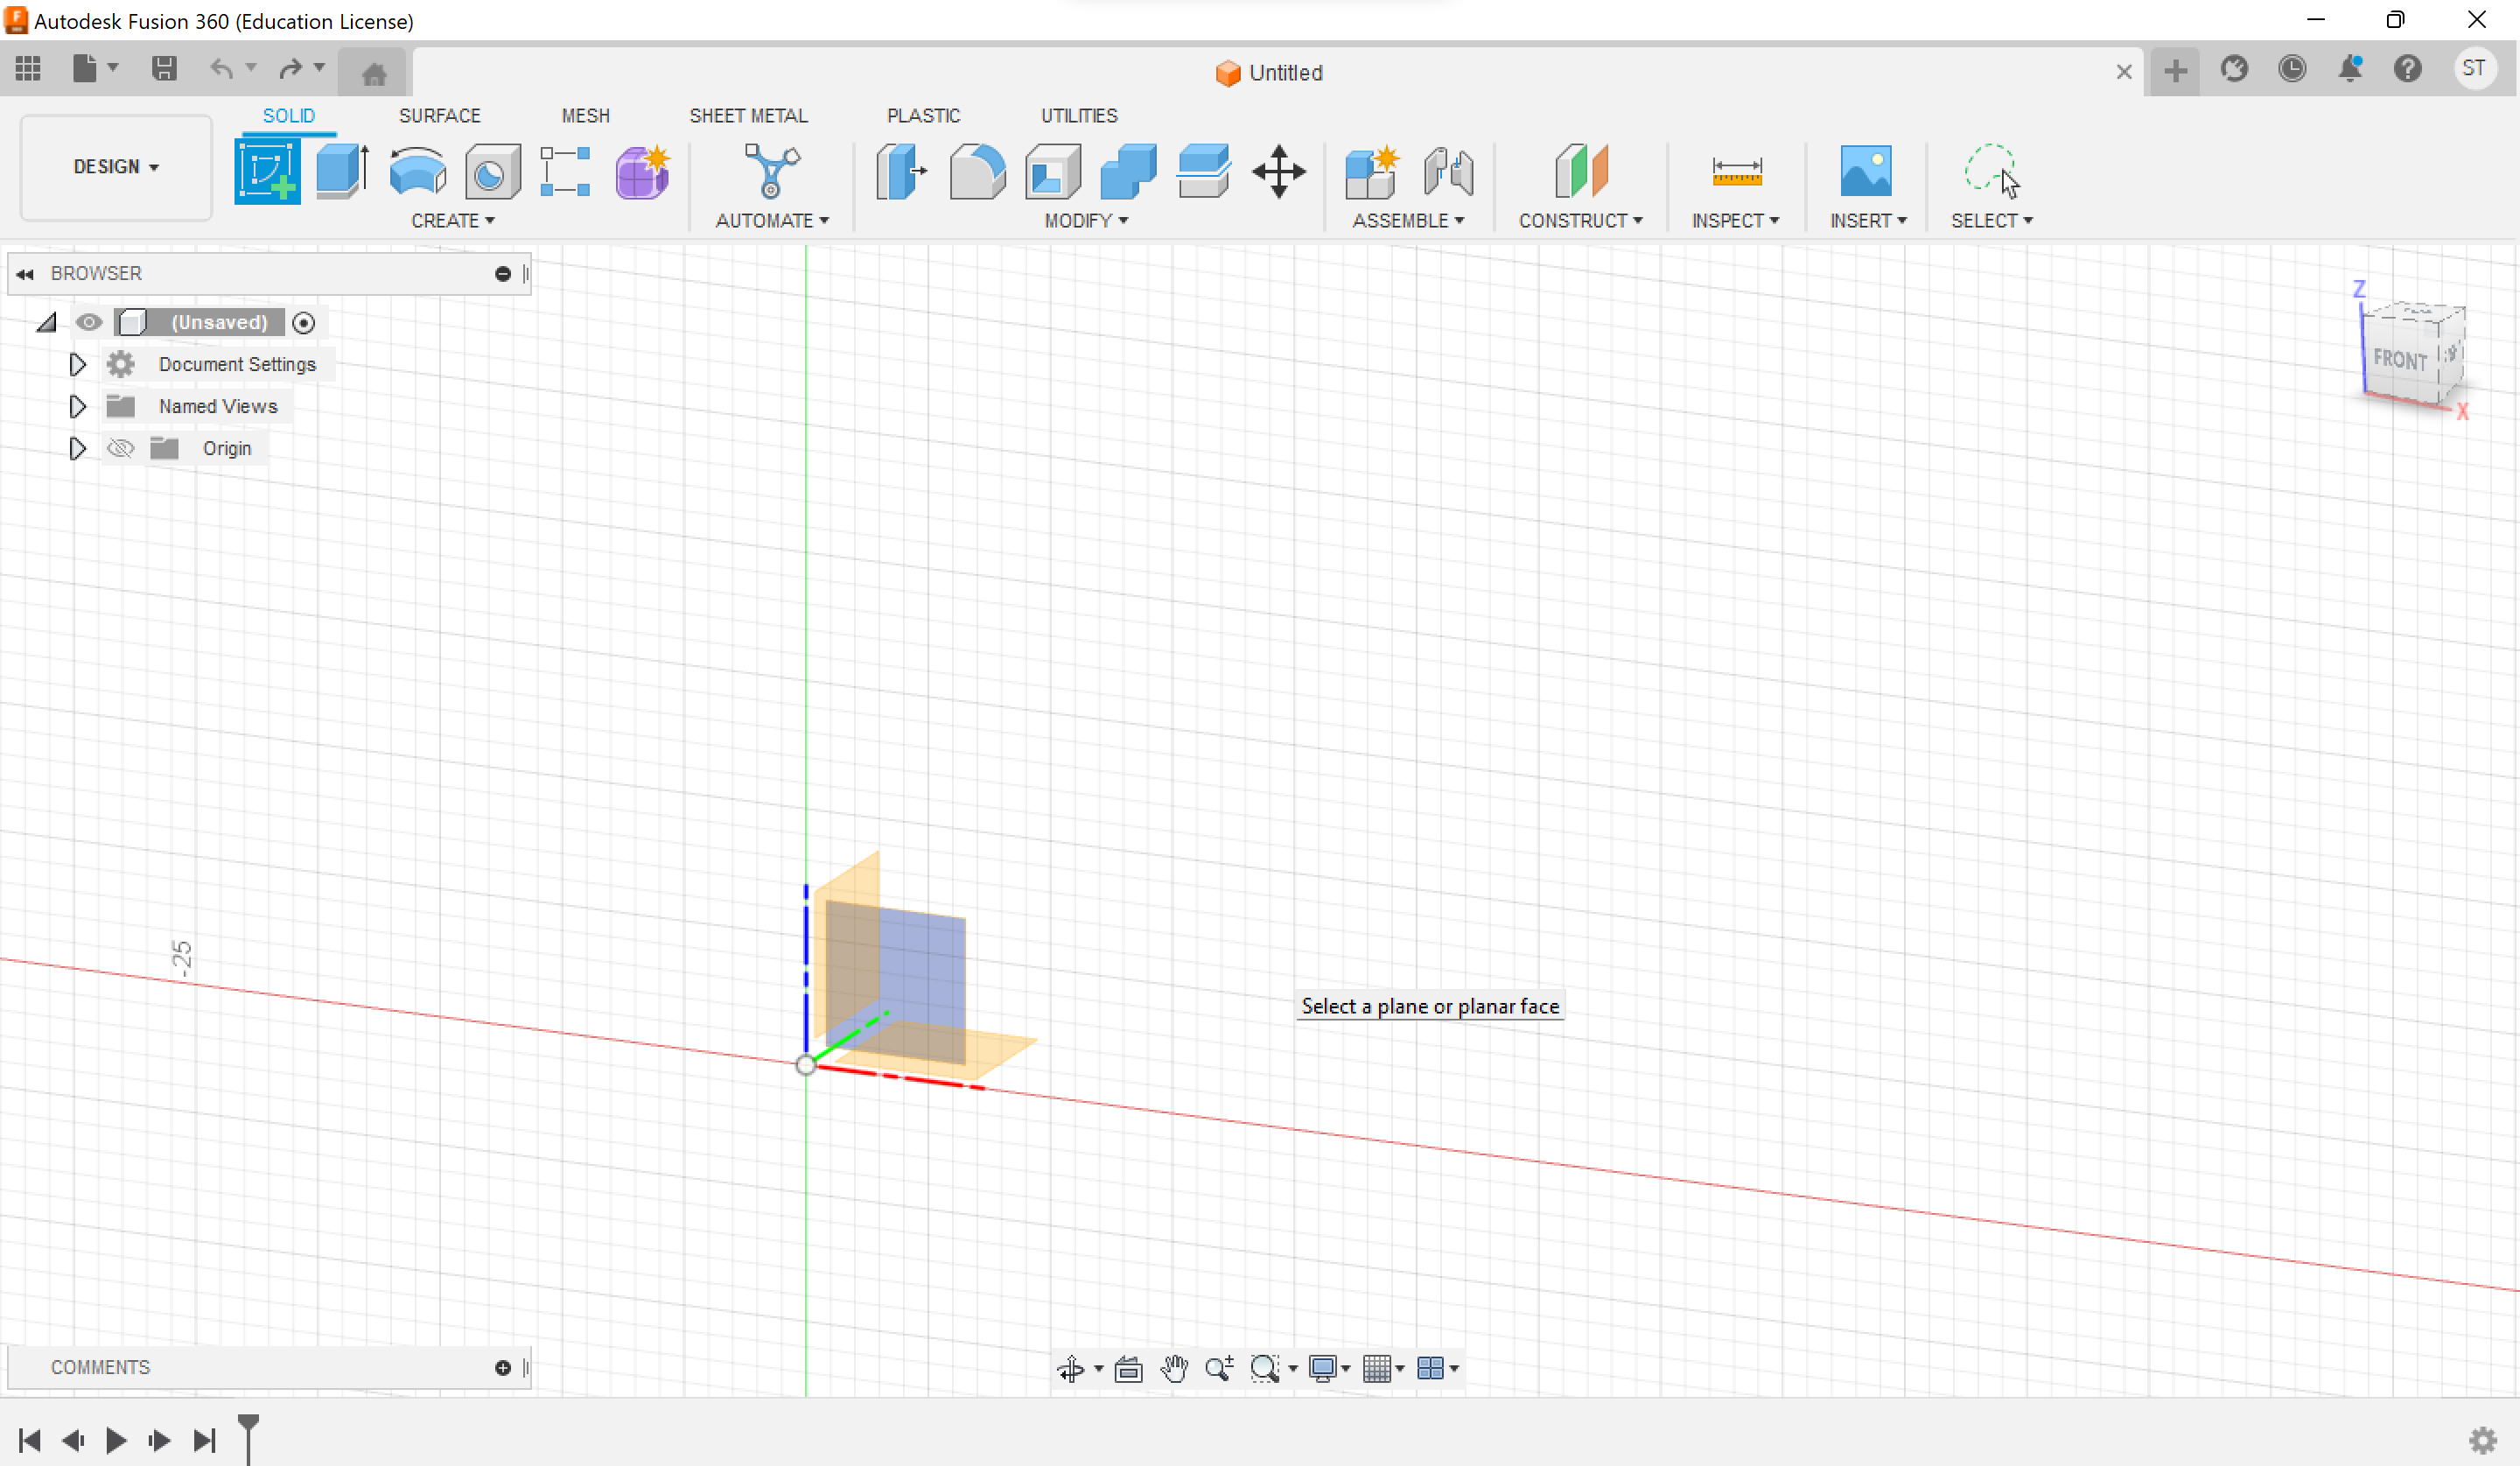 Autodesk Fusion 360 (Education License)
Untitled
ST
SOLID
SURFACE
MESH
SHEET METAL
PLASTIC
UTILITIES
DESIGN
CREATE
AUTOMATE
MODIFY
ASSEMBLE
CONSTRUCT
INSPECT
INSERT
SELECT
BROWSER
(Unsaved)
Document Settings
Named Views
Origin
Z
FRONT
X
-25
Select a plane or planar face
COMMENTS